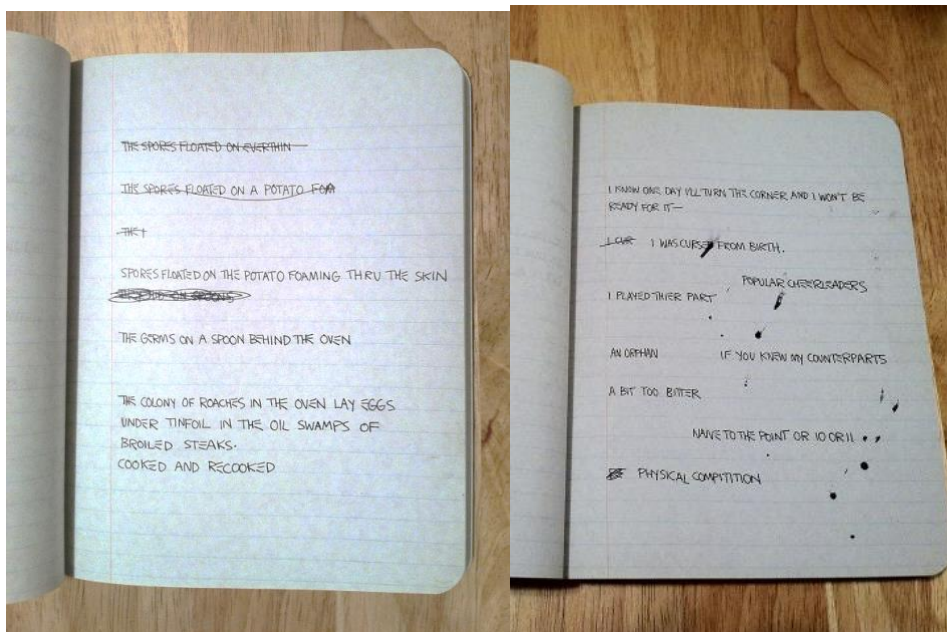 THE SPORES FLOATED ON EVERTHIN
THE SPORES FLOATED ON A POTATO FOM
THE
SPORES FLOATED ON THE POTATO FOAMING THRU THE SKIN
ON SPOONS
THE GERMS ON A SPOON BEHIND THE OVEN
THE COLONY OF ROACHES IN THE OVEN LAY EGGS
UNDER TINFOIL IN THE OIL SWAMPS OF
BROILED STEAKS.
COOKED AND RECOOKED
I KNOW ONE DAY I'LL TURN THE CORNER AND I WON'T BE
READY FOR IT—
I CUR I WAS CURSE FROM BIRTH.
POPULAR CHEERLEADERS
I PLAYED THIER PART
AN ORPHAN IF YOU KNEW MY COUNTERPARTS
A BIT TOO BITTER
NAIVE TO THE POINT OR 10 OR 11
PHYSICAL COMPITITION